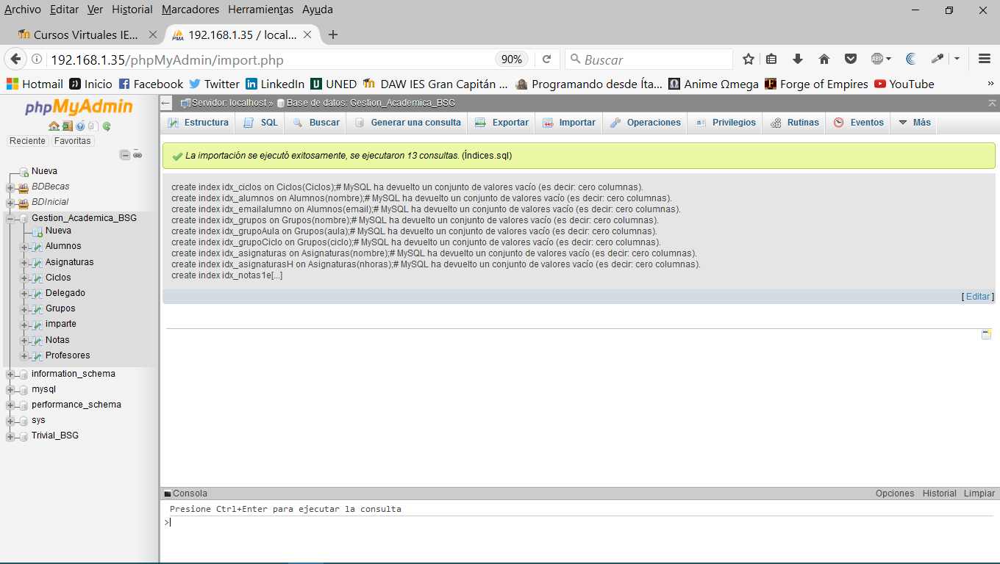 Archivo Editar Ver Historial Marcadores Herramientas Ayuda
Cursos Virtuales IE... PMA 192.168.1.35 / local...
192.168.1.35/phpMyAdmin/import.php 90% Buscar ABP
Hotmail Inicio Facebook Twitter LinkedIn UNED DAW IES Gran Capitán ... Programando desde Íta... Anime Ωmega Forge of Empires YouTube
phpMyAdmin
Reciente Favoritas
Nueva
BDBecas
BDInicial
Gestion_Academica_BSG
Nueva
Alumnos
Asignaturas
Ciclos
Delegado
Grupos
imparte
Notas
Profesores
information_schema
mysql
performance_schema
sys
Trivial_BSG
Servidor: localhost » Base de datos: Gestion_Academica_BSG
Estructura SQL Buscar Generar una consulta Exportar Importar Operaciones Privilegios Rutinas Eventos Más
La importación se ejecutó exitosamente, se ejecutaron 13 consultas. (Índices.sql)
create index idx_ciclos on Ciclos(Ciclos);# MySQL ha devuelto un conjunto de valores vacío (es decir: cero columnas).
create index idx_alumnos on Alumnos(nombre);# MySQL ha devuelto un conjunto de valores vacío (es decir: cero columnas).
create index idx_emailalumno on Alumnos(email);# MySQL ha devuelto un conjunto de valores vacío (es decir: cero columnas).
create index idx_grupos on Grupos(nombre);# MySQL ha devuelto un conjunto de valores vacío (es decir: cero columnas).
create index idx_grupoAula on Grupos(aula);# MySQL ha devuelto un conjunto de valores vacío (es decir: cero columnas).
create index idx_grupoCiclo on Grupos(ciclo);# MySQL ha devuelto un conjunto de valores vacío (es decir: cero columnas).
create index idx_asignaturas on Asignaturas(nombre);# MySQL ha devuelto un conjunto de valores vacío (es decir: cero columnas).
create index idx_asignaturasH on Asignaturas(nhoras);# MySQL ha devuelto un conjunto de valores vacío (es decir: cero columnas).
create index idx_notas1e[...]
[ Editar ]
Consola Opciones Historial Limpiar
Presione Ctrl+Enter para ejecutar la consulta
>